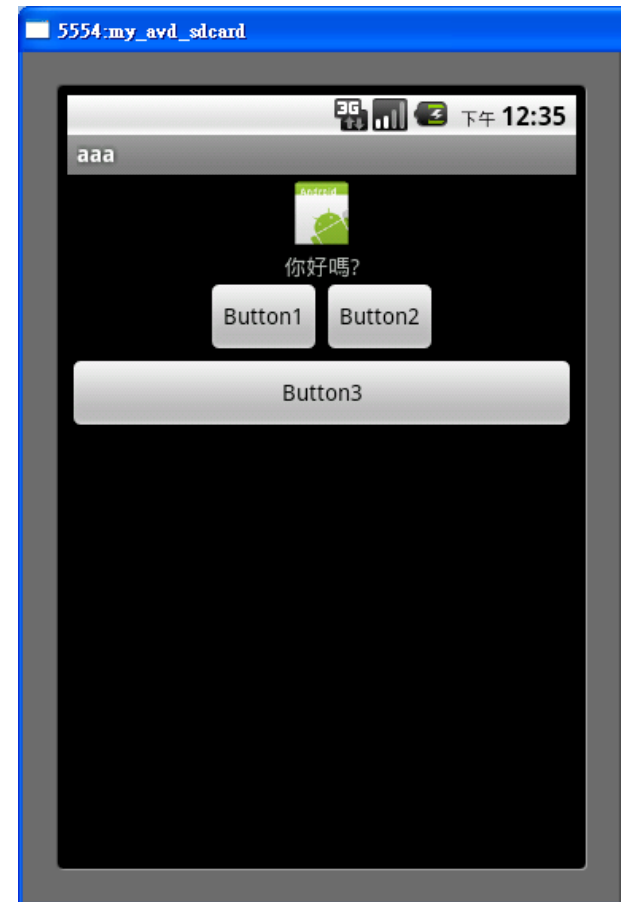 5554:my_avd_sdcard
3G 下午 12:35
aaa
Android
你好嗎?
Button1 Button2
Button3